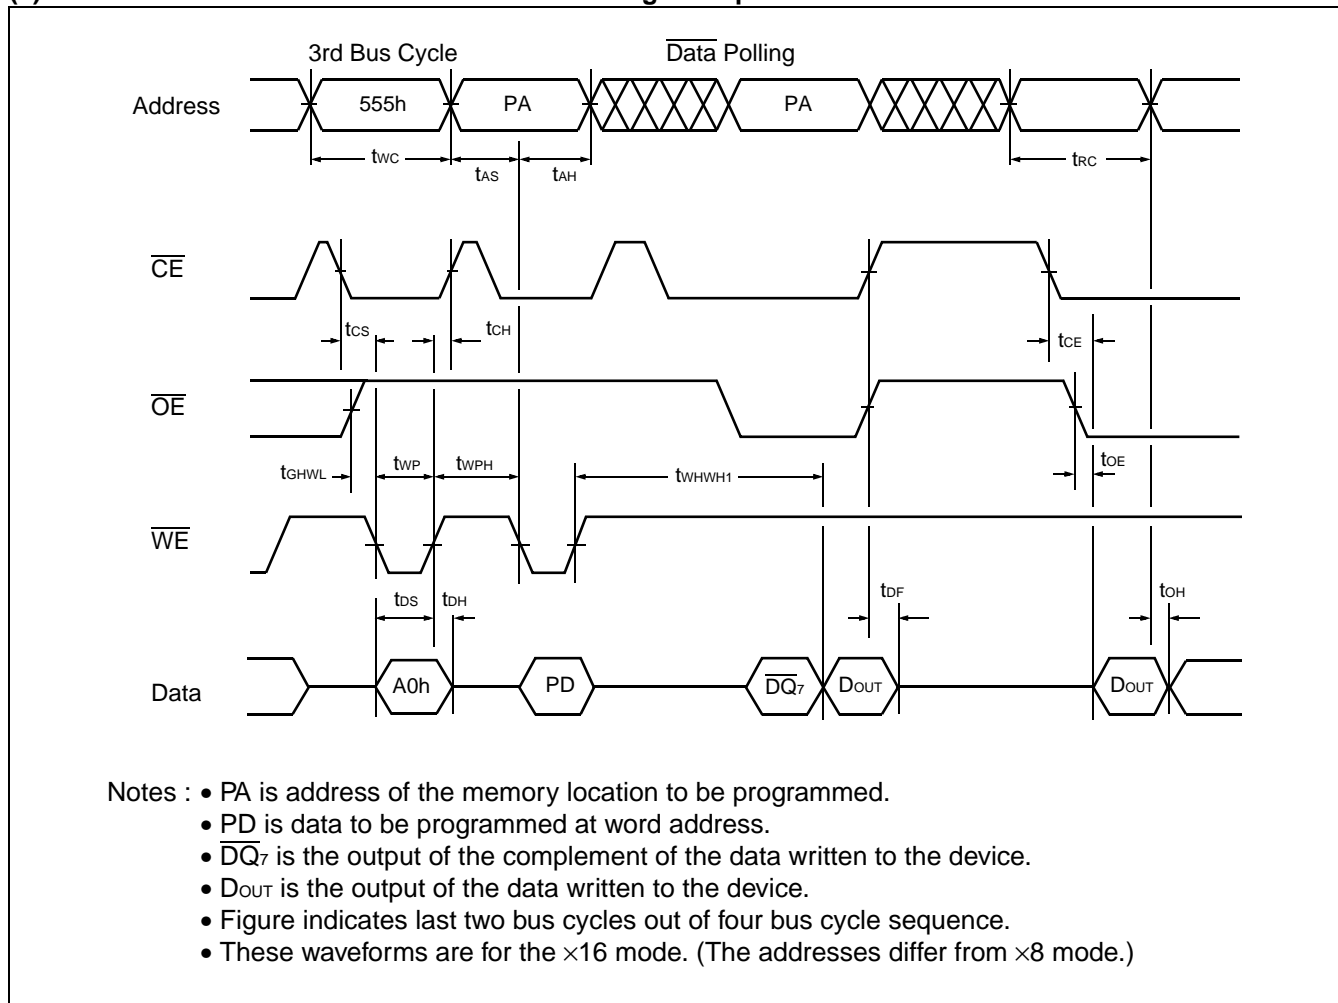 3rd Bus Cycle
Data Polling
Address
555h
PA
PA
tWC
tAS
tAH
tRC
CE
tCS
tCH
tCE
OE
tGHWL
tWP
tWPH
tWHWH1
tOE
WE
tDS
tDH
tDF
tOH
Data
A0h
PD
DQ7
DOUT
DOUT
Notes : • PA is address of the memory location to be programmed.
• PD is data to be programmed at word address.
• DQ7 is the output of the complement of the data written to the device.
• DOUT is the output of the data written to the device.
• Figure indicates last two bus cycles out of four bus cycle sequence.
• These waveforms are for the ×16 mode. (The addresses differ from ×8 mode.)